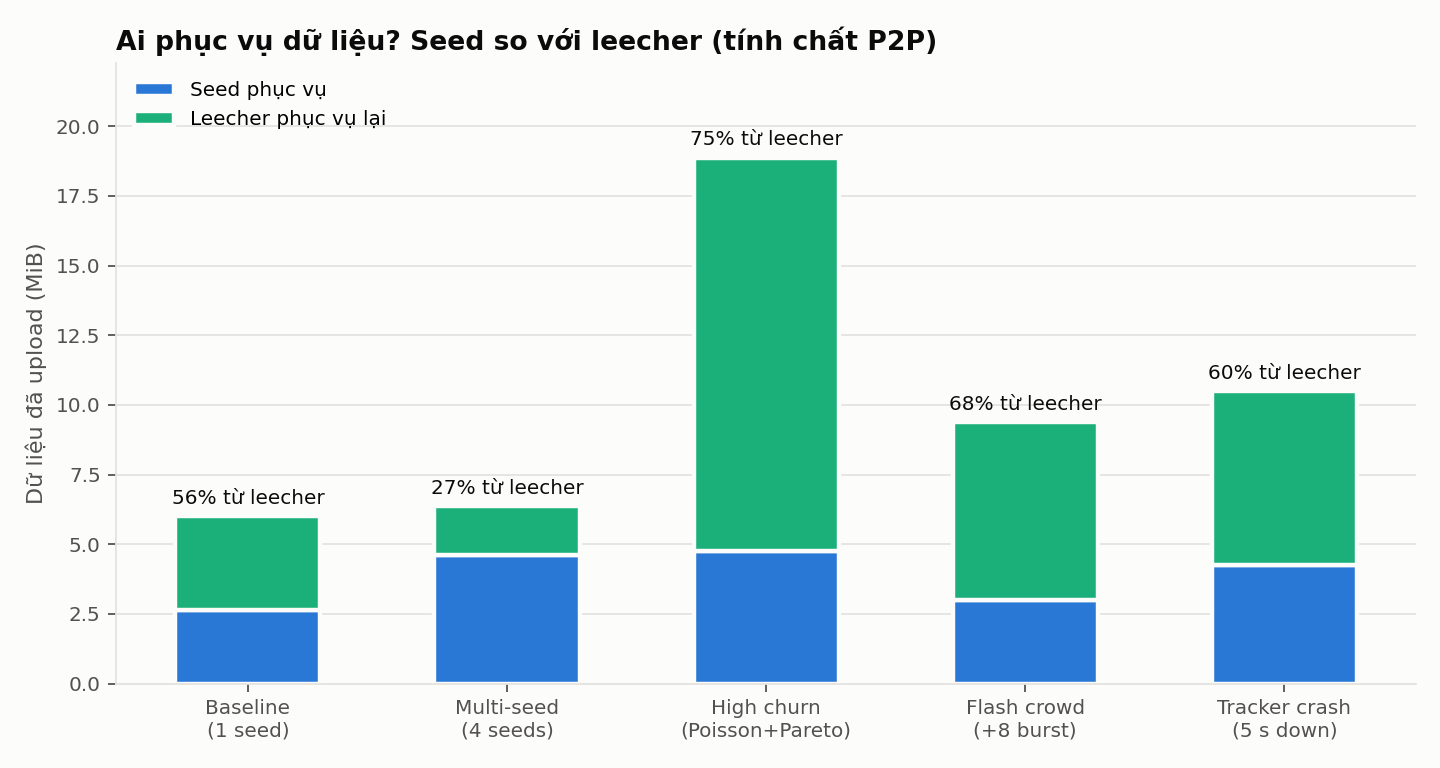 Ai phục vụ dữ liệu? Seed so với leecher (tính chất P2P)
Seed phục vụ
Leecher phục vụ lại
Dữ liệu đã upload (MiB)
20.0
17.5
15.0
12.5
10.0
7.5
5.0
2.5
0.0
56% từ leecher
27% từ leecher
75% từ leecher
68% từ leecher
60% từ leecher
Baseline
(1 seed)
Multi-seed
(4 seeds)
High churn
(Poisson+Pareto)
Flash crowd
(+8 burst)
Tracker crash
(5 s down)